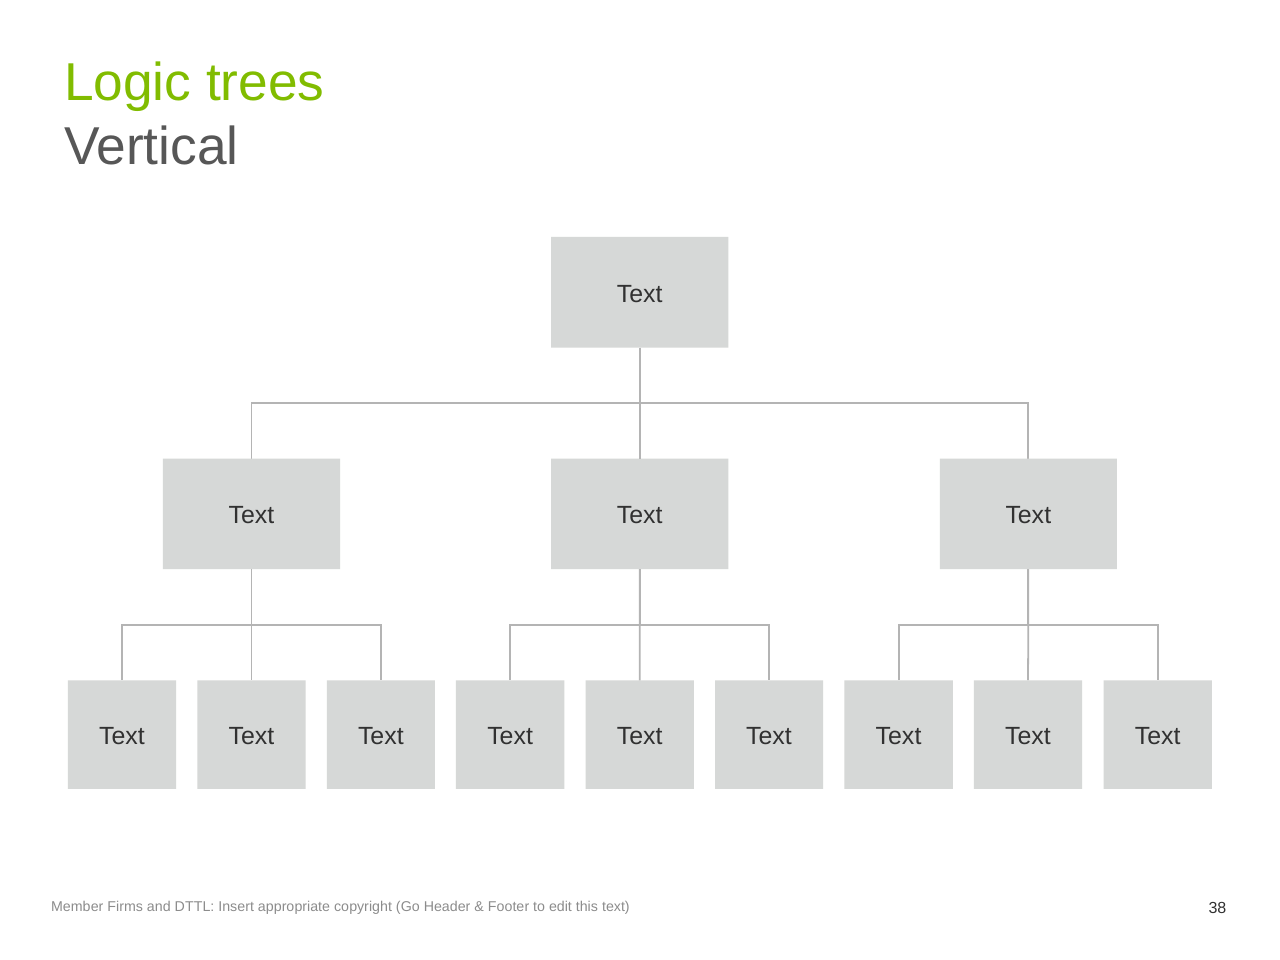 Logic trees
Vertical
Text
Text Text Text
Text Text Text Text Text Text Text Text Text
Member Firms and DTTL: Insert appropriate copyright (Go Header & Footer to edit this text)
38